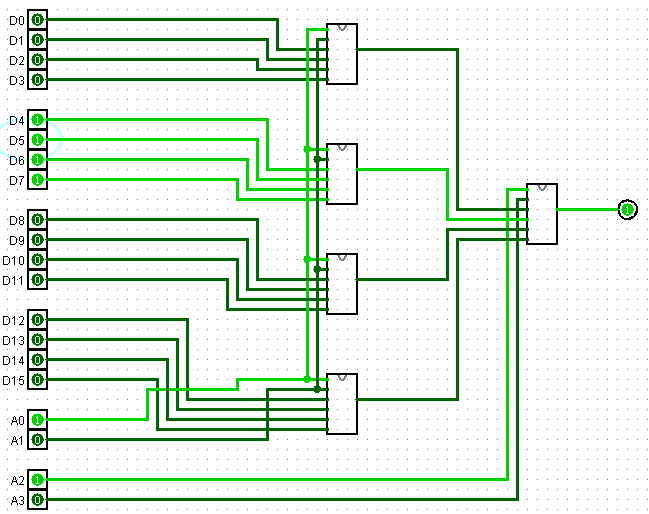 D0 0
D1 0
D2 0
D3 0
D4 1
D5 1
D6 1
D7 1
D8 0
D9 0
D10 0
D11 0
D12 0
D13 0
D14 0
D15 0
A0 1
A1 0
A2 1
A3 0
1